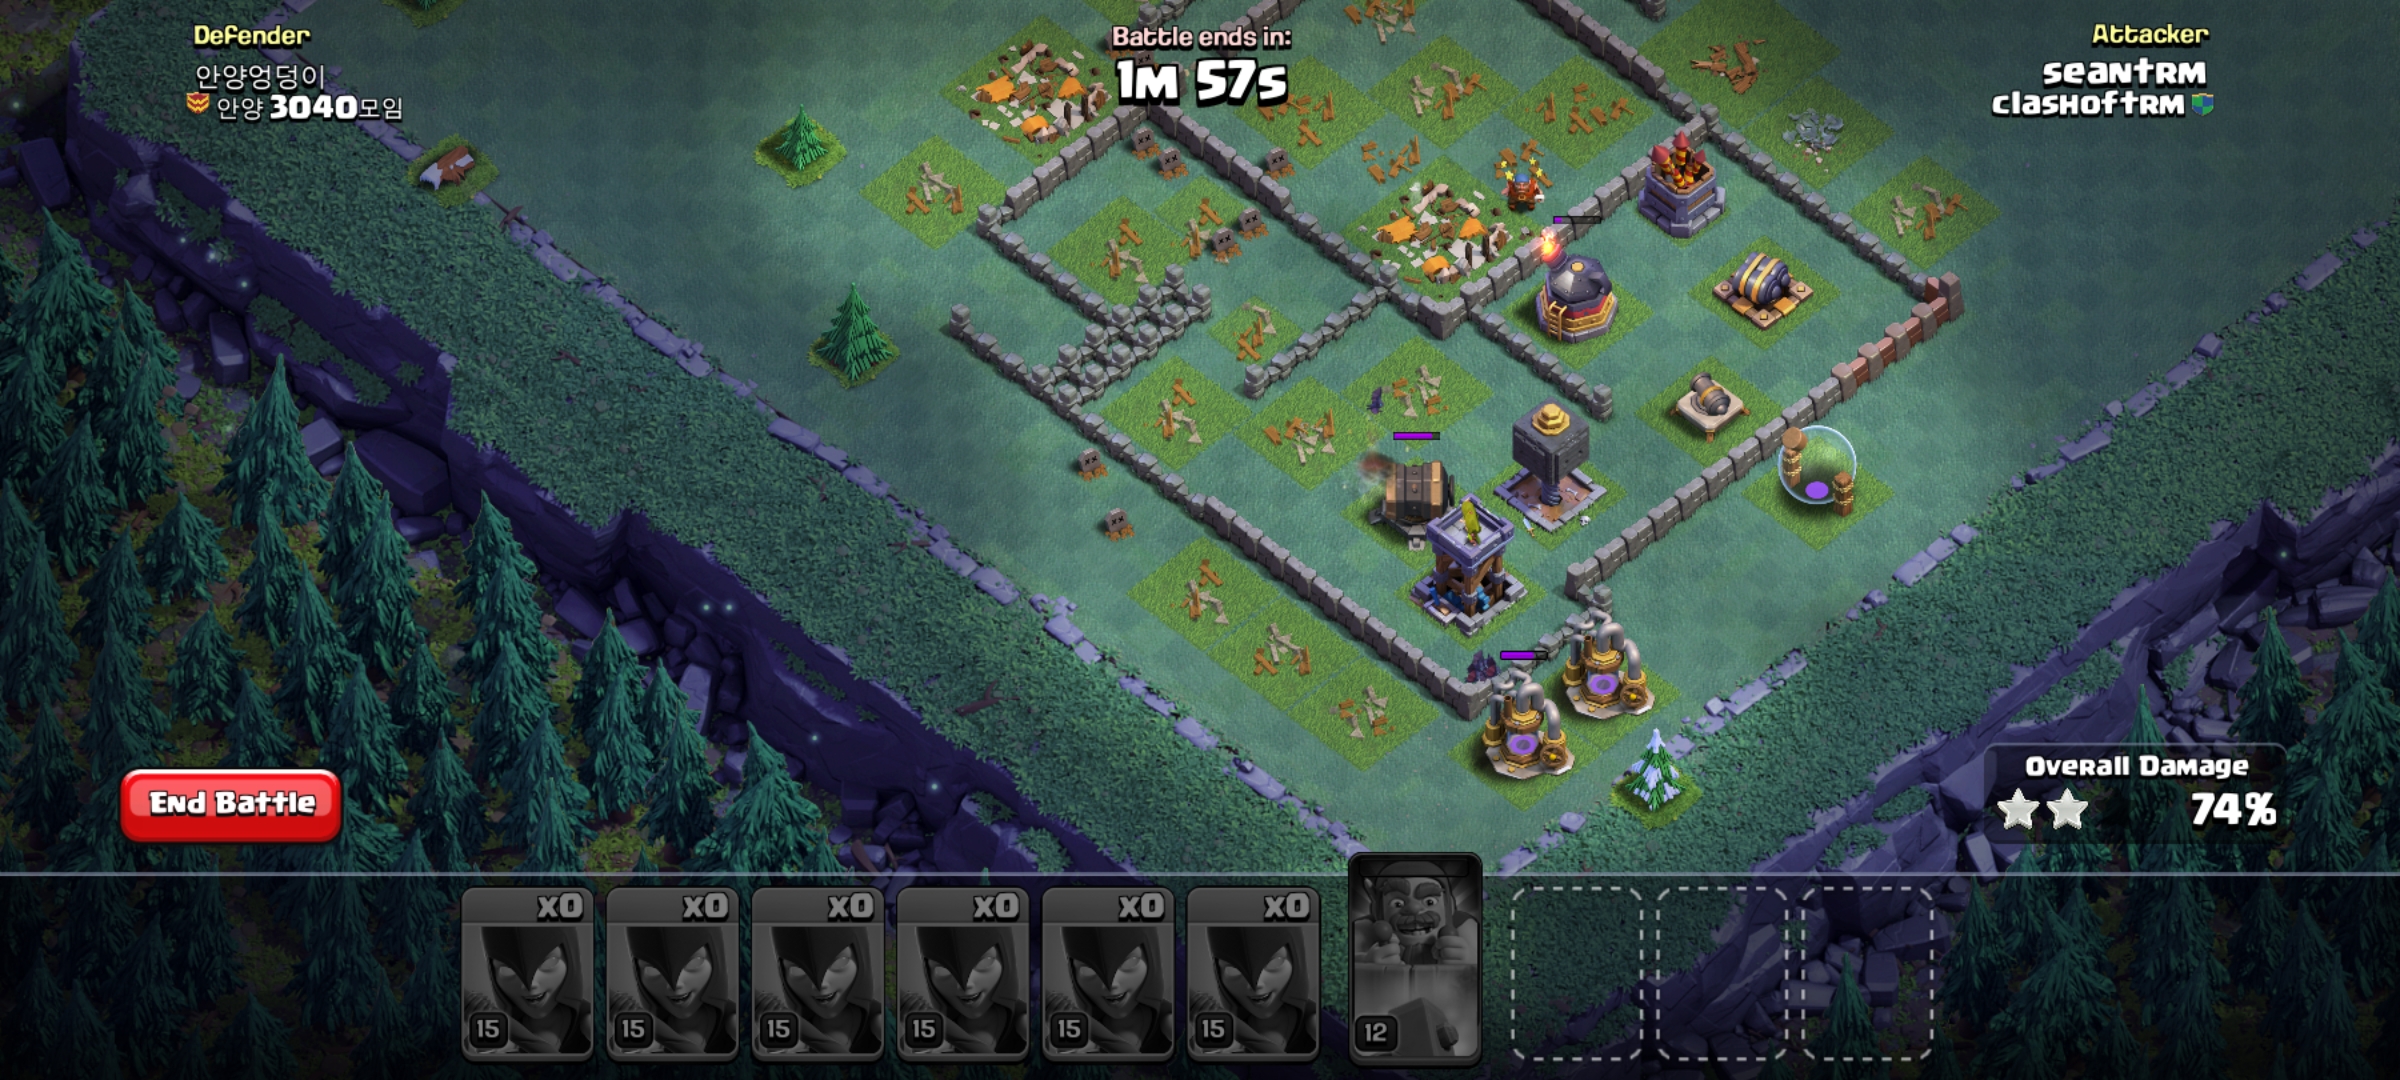 Defender
안양엉덩이
안양 3040모임
Battle ends in:
1M 57s
Attacker
seantRM
clashoftRM
End Battle
Overall Damage
74%
x0
x0
x0
x0
x0
x0
15
15
15
15
15
15
12